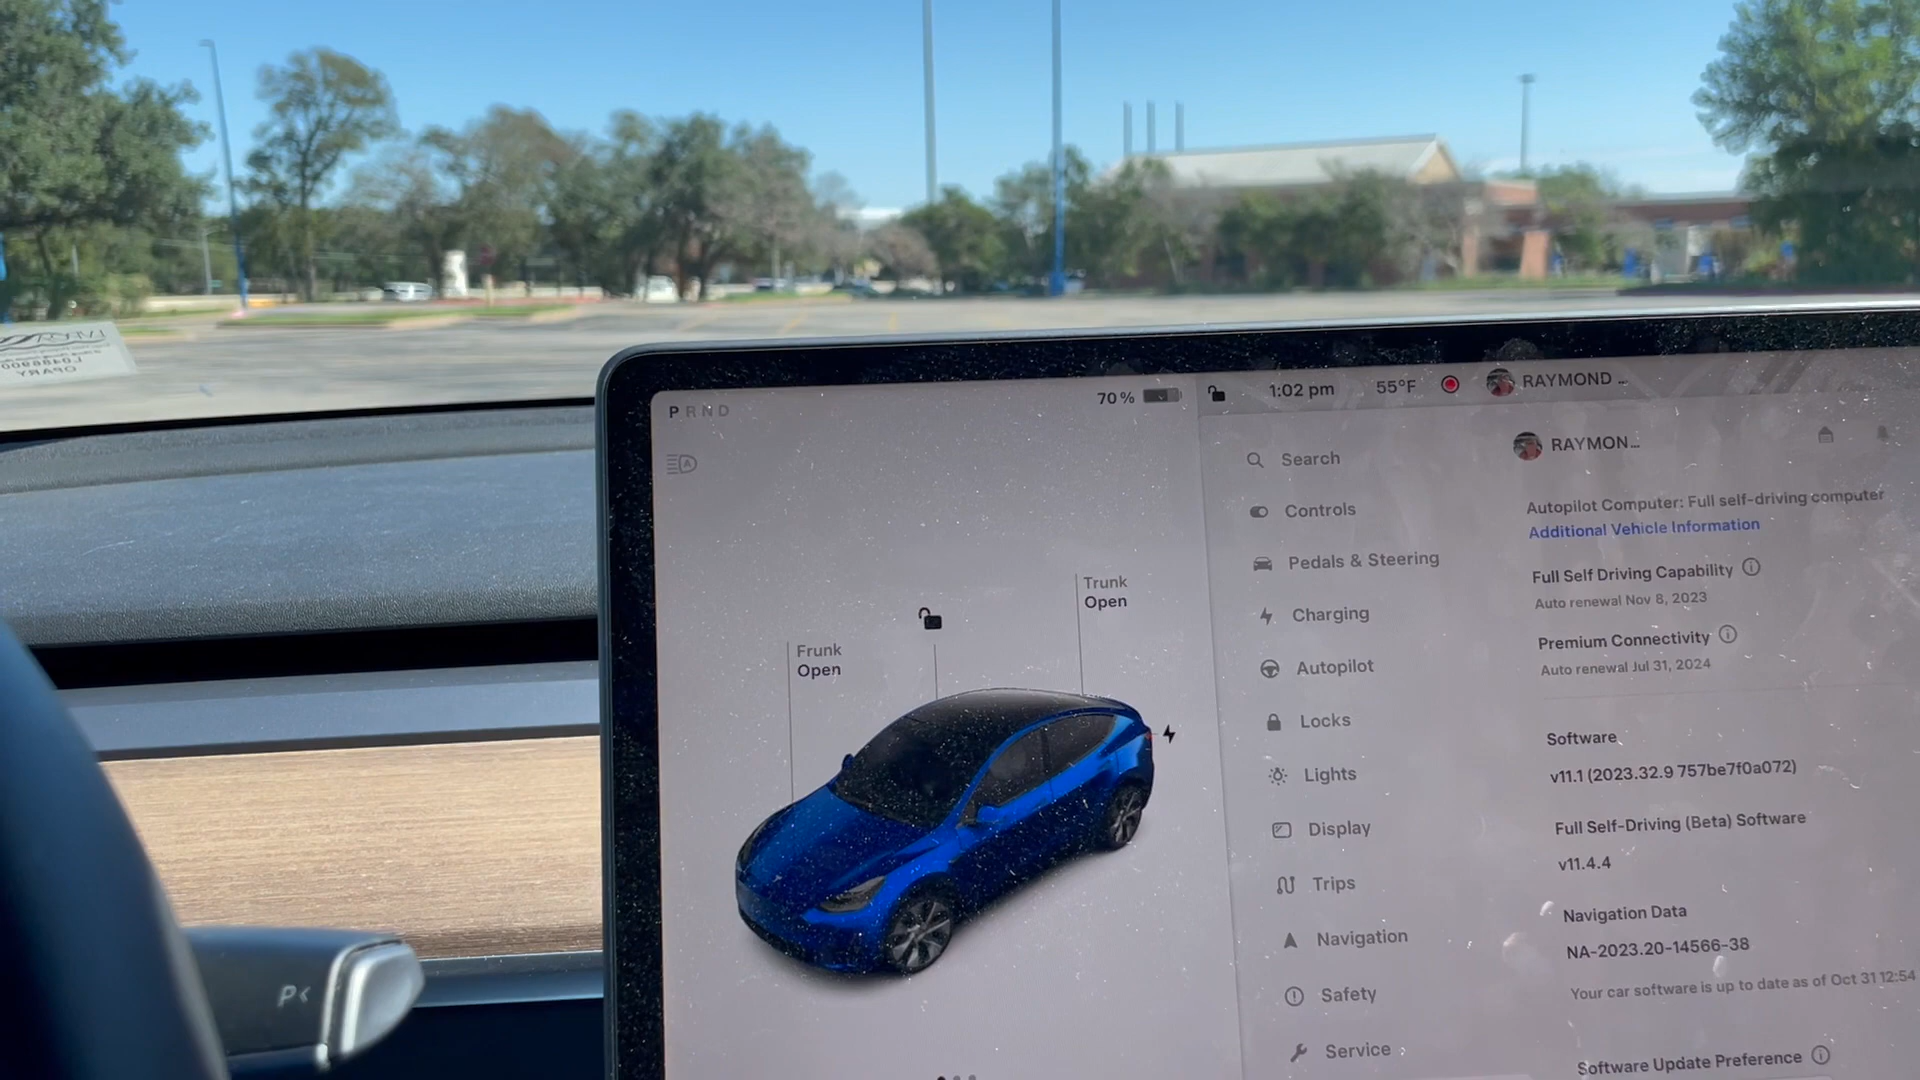 PRND
70%
1:02 pm
55°F
RAYMOND ...
A
Frunk
Open
Trunk
Open
Search
Controls
Pedals & Steering
Charging
Autopilot
Locks
Lights
Display
Trips
Navigation
Safety
Service
RAYMON...
Autopilot Computer: Full self-driving computer
Additional Vehicle Information
Full Self Driving Capability
Auto renewal Nov 8, 2023
Premium Connectivity
Auto renewal Jul 31, 2024
Software
v11.1 (2023.32.9 757be7f0a072)
Full Self-Driving (Beta) Software
v11.4.4
Navigation Data
NA-2023.20-14566-38
Your car software is up to date as of Oct 31 12:54
Software Update Preference
P<